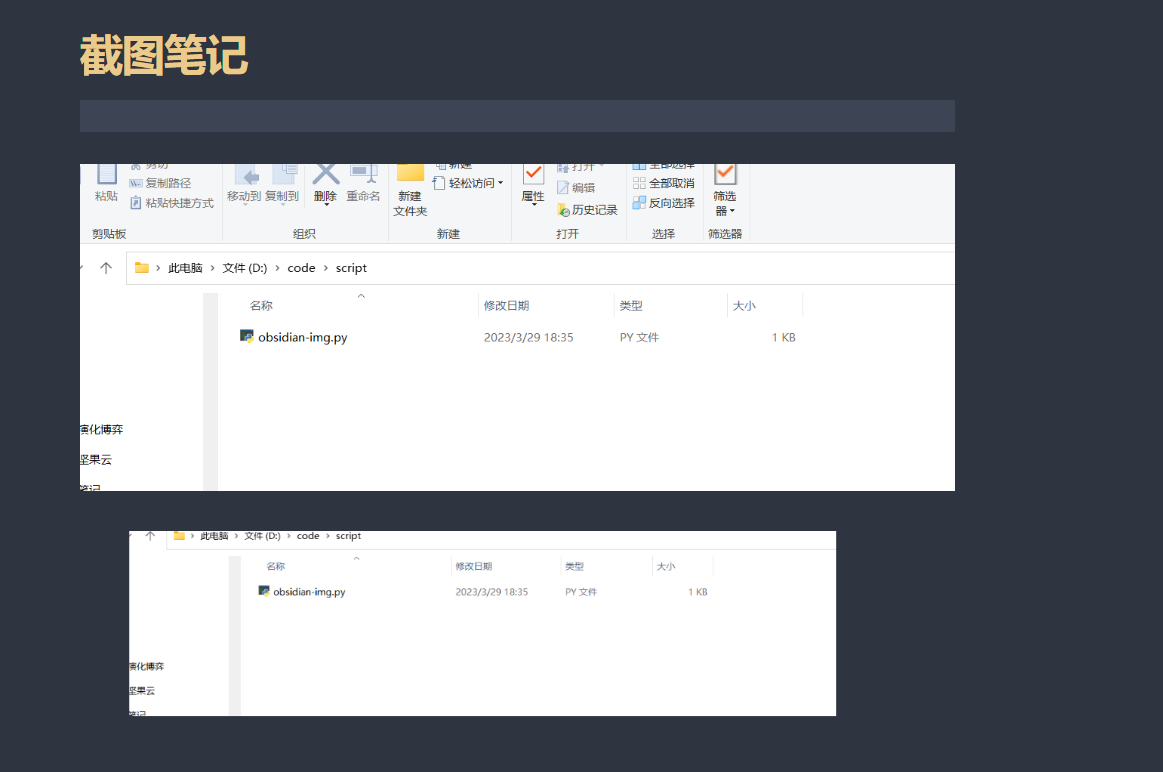 截图笔记
剪切 新建 打开 全部选择
复制路径 轻松访问 全部取消
粘贴 移动到 复制到 删除 重命名 新建 属性 编辑 筛选
粘贴快捷方式 文件夹 历史记录 反向选择 器
剪贴板 组织 新建 打开 选择 筛选器
此电脑 › 文件 (D:) › code › script
名称 修改日期 类型 大小
obsidian-img.py 2023/3/29 18:35 PY 文件 1 KB
演化博弈
坚果云
笔记
此电脑 › 文件 (D:) › code › script
名称 修改日期 类型 大小
obsidian-img.py 2023/3/29 18:35 PY 文件 1 KB
演化博弈
坚果云
笔记